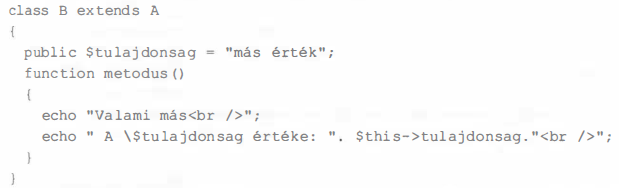 class B extends A
{
public $tulajdonsag = "más érték";
function metodus()
{
echo "Valami más<br />";
echo " A \$tulajdonsag értéke: ". $this->tulajdonsag."<br />";
}
}